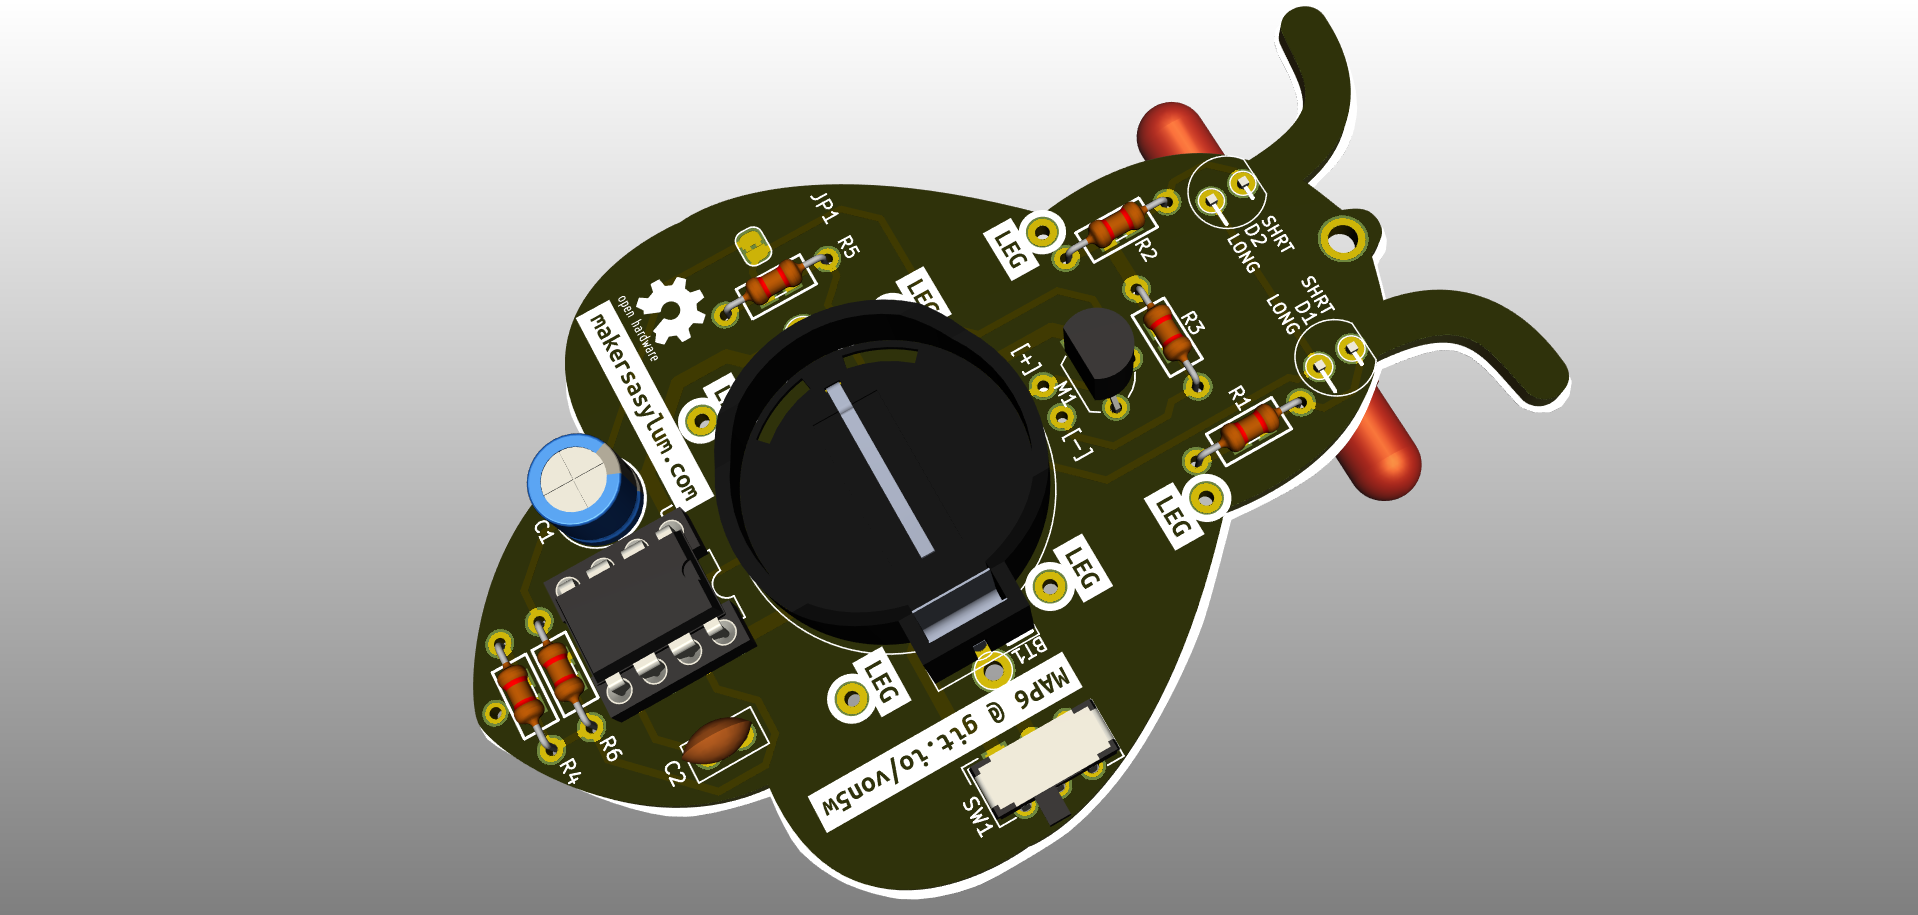 JP1
R5
open hardware
makersasylum.com
LEG
LEG
R2
D2
SHRT
LONG
SHRT
D1
LONG
R3
[+]
M1
[-]
R1
LEG
LEG
C1
BT1
LEG
MAP6 @ git.io/von5w
SW1
C2
R6
R4